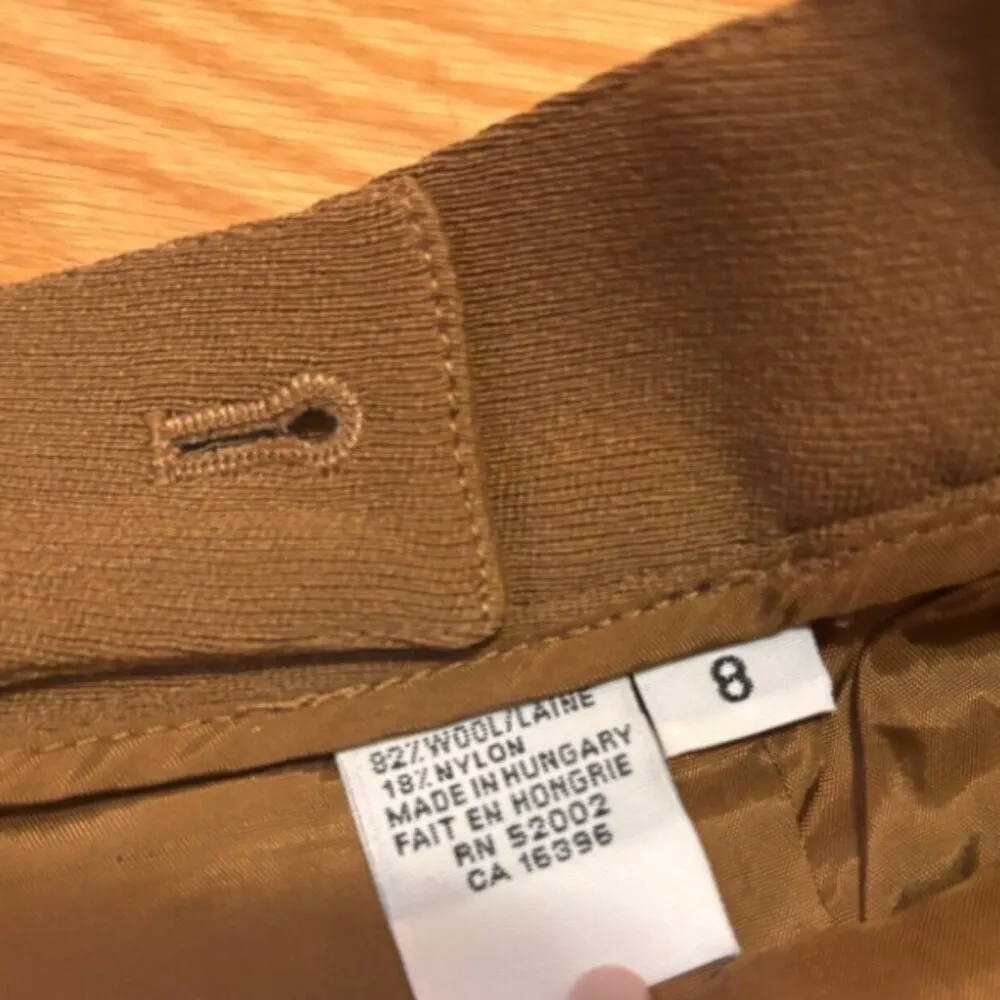 82% WOOL/LAINE
18% NYLON
MADE IN HUNGARY
FAIT EN HONGRIE
RN 52002
CA 16396
8